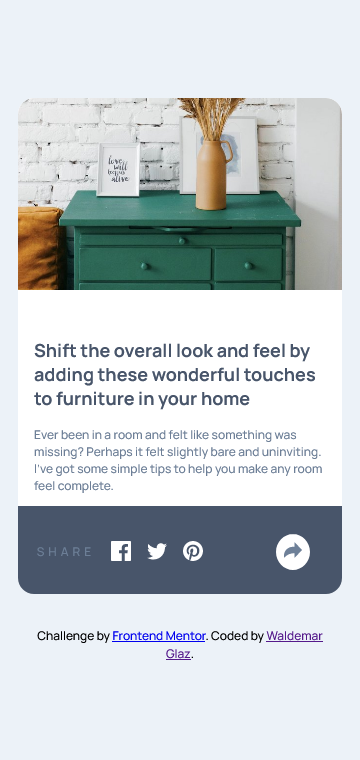 love
will
begin
alive
Shift the overall look and feel by
adding these wonderful touches
to furniture in your home
Ever been in a room and felt like something was
missing? Perhaps it felt slightly bare and uninviting.
I’ve got some simple tips to help you make any room
feel complete.
SHARE
Challenge by Frontend Mentor. Coded by Waldemar
Glaz.